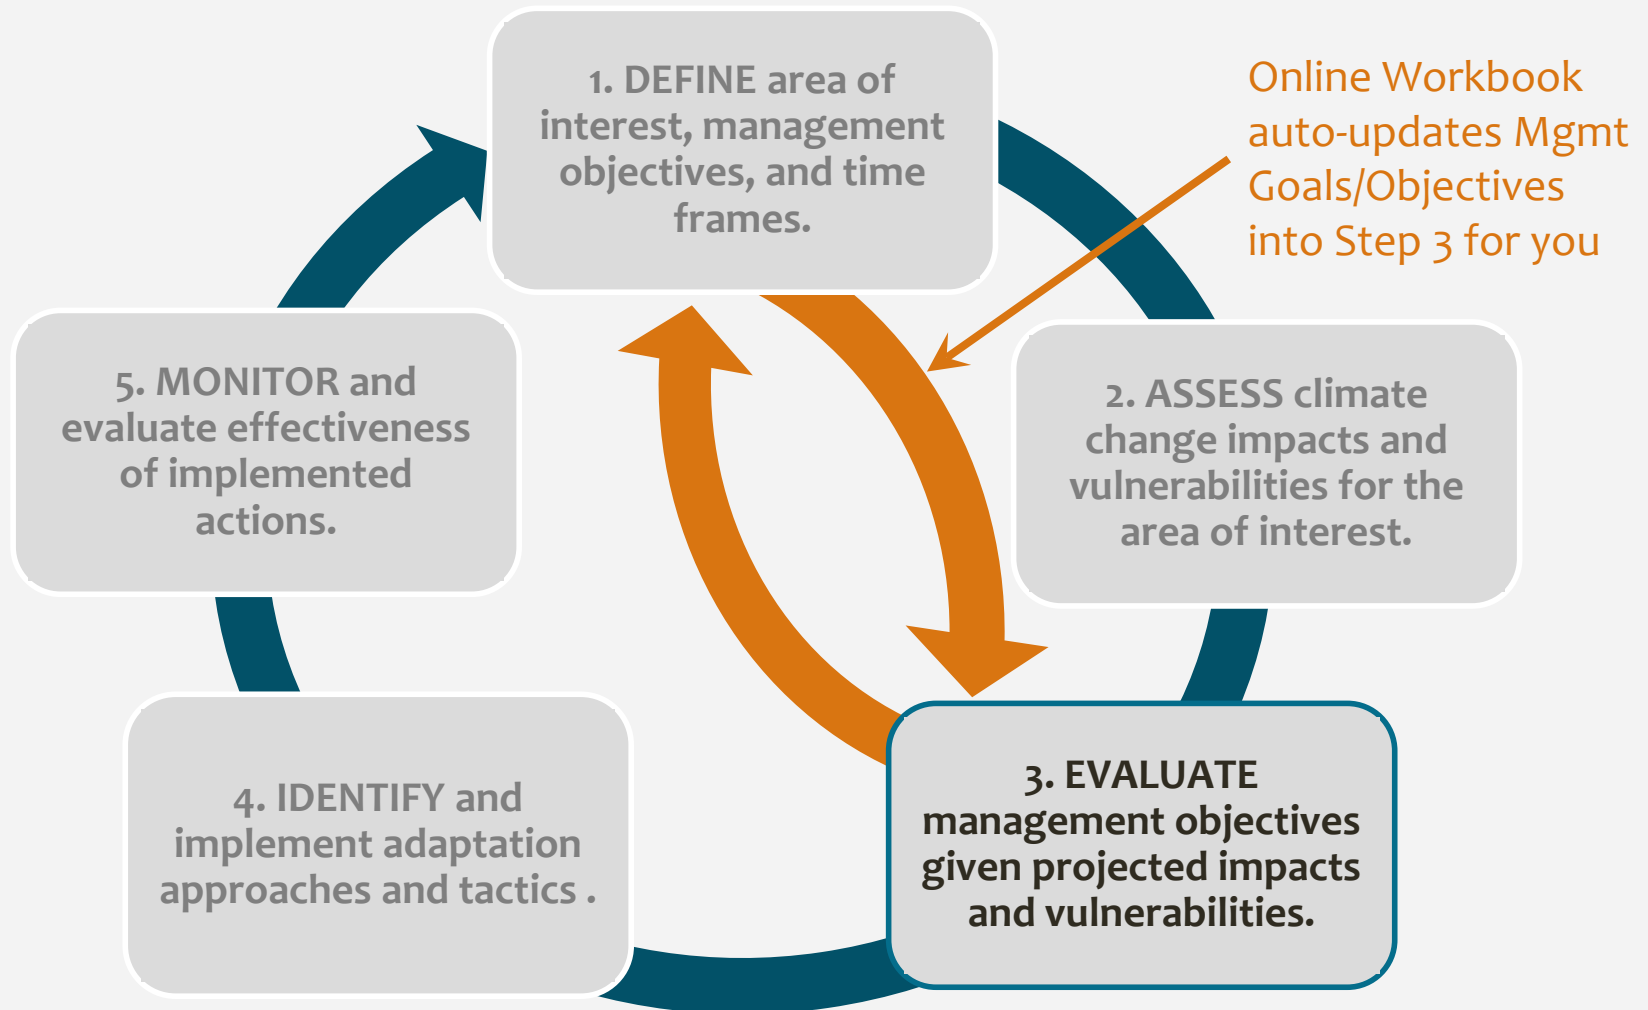 1. DEFINE area of
interest, management
objectives, and time
frames.
Online Workbook
auto-updates Mgmt
Goals/Objectives
into Step 3 for you
2. ASSESS climate
change impacts and
vulnerabilities for the
area of interest.
3. EVALUATE
management objectives
given projected impacts
and vulnerabilities.
4. IDENTIFY and
implement adaptation
approaches and tactics .
5. MONITOR and
evaluate effectiveness
of implemented
actions.